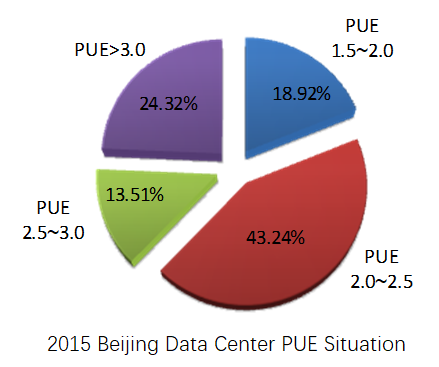 PUE
1.5~2.0
18.92%
PUE>3.0
24.32%
13.51%
PUE
2.5~3.0
43.24%
PUE
2.0~2.5
2015 Beijing Data Center PUE Situation